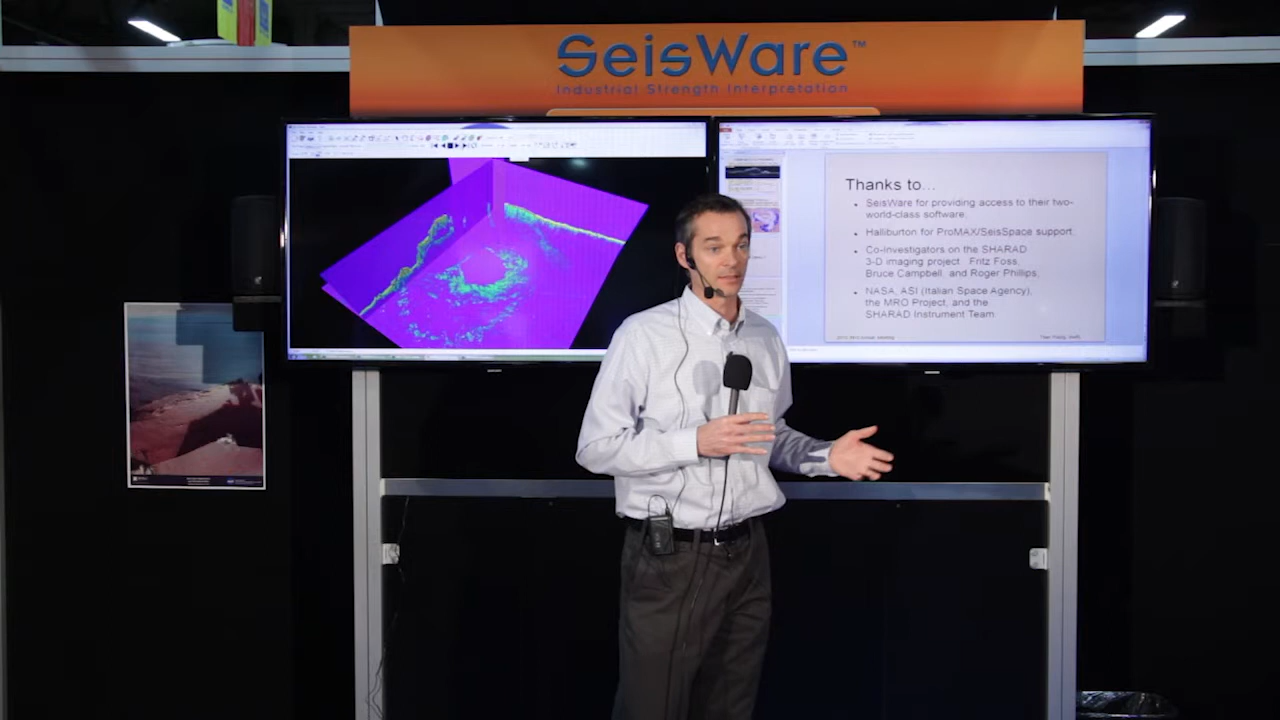 SeisWare™
Industrial Strength Interpretation
Thanks to...
• SeisWare for providing access to their two-
world-class software.
• Halliburton for ProMAX/SeisSpace support.
• Co-Investigators on the SHARAD
3-D imaging project Fritz Foss,
Bruce Campbell, and Roger Phillips.
• NASA, ASI (Italian Space Agency),
the MRO Project, and the
SHARAD Instrument Team